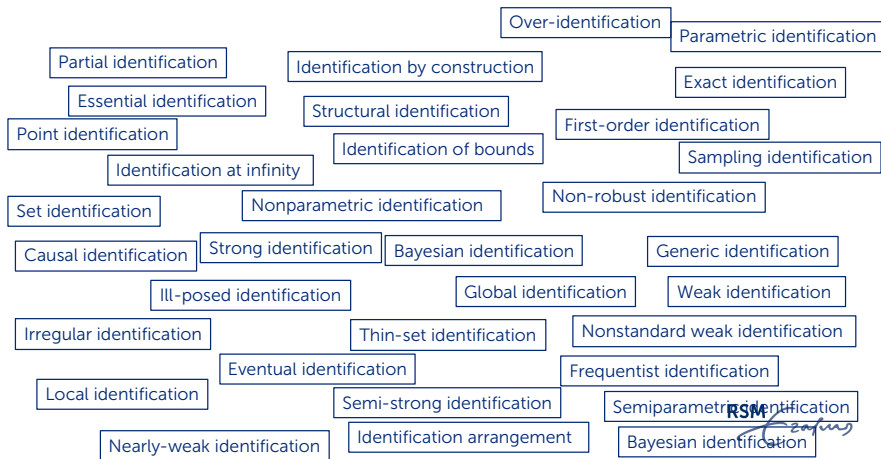 Over-identification
Parametric identification
Partial identification
Identification by construction
Exact identification
Essential identification
Structural identification
First-order identification
Point identification
Identification of bounds
Sampling identification
Identification at infinity
Non-robust identification
Set identification
Nonparametric identification
Causal identification
Strong identification
Bayesian identification
Generic identification
Ill-posed identification
Global identification
Weak identification
Irregular identification
Thin-set identification
Nonstandard weak identification
Eventual identification
Frequentist identification
Local identification
Semi-strong identification
Semiparametric identification
RSM
Erasmus
Nearly-weak identification
Identification arrangement
Bayesian identification